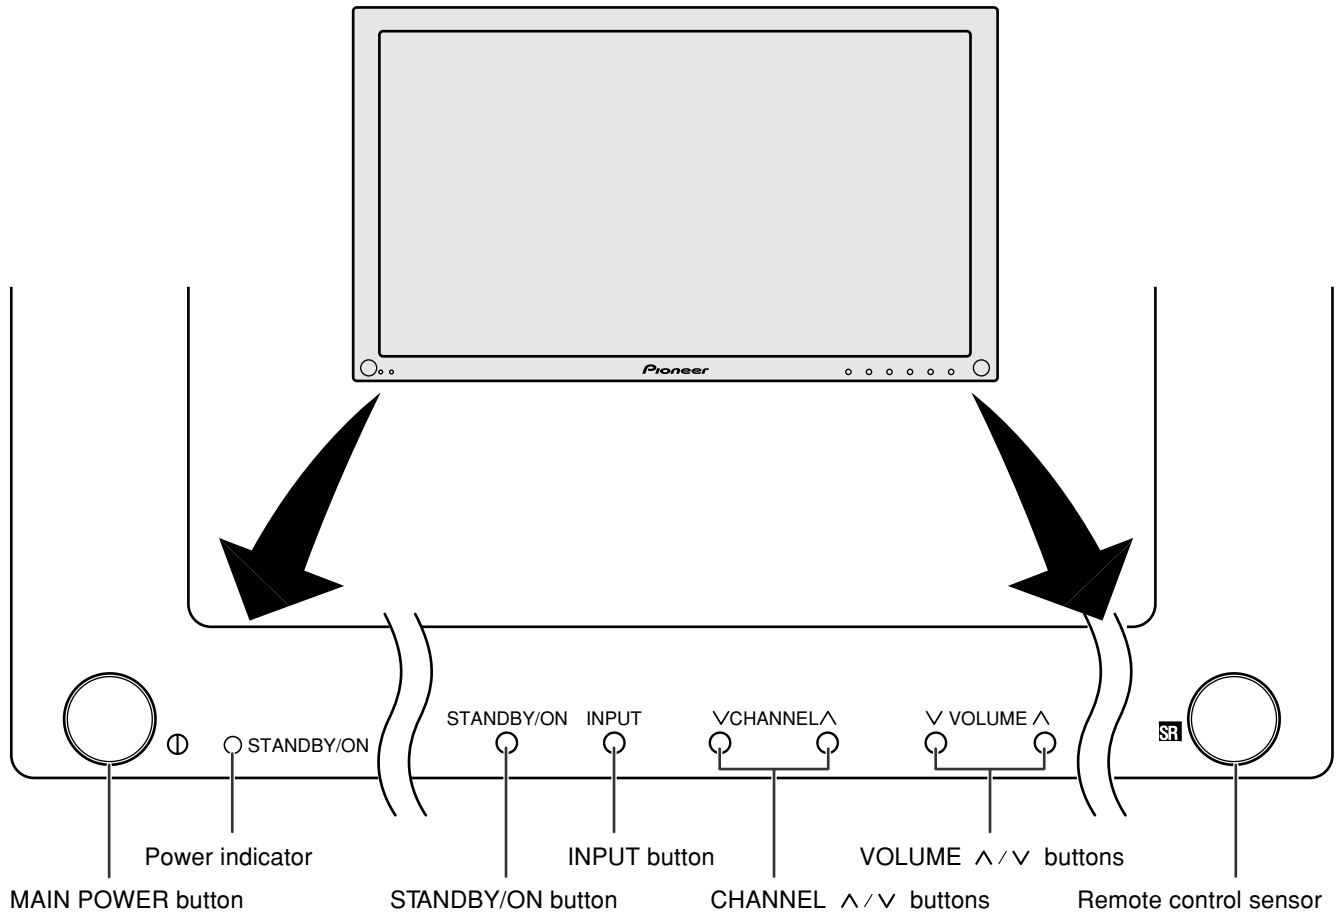 Pioneer
STANDBY/ON INPUT ∨CHANNEL∧ ∨ VOLUME ∧
STANDBY/ON
SR
Power indicator
INPUT button
VOLUME ∧/∨ buttons
MAIN POWER button
STANDBY/ON button
CHANNEL ∧/∨ buttons
Remote control sensor